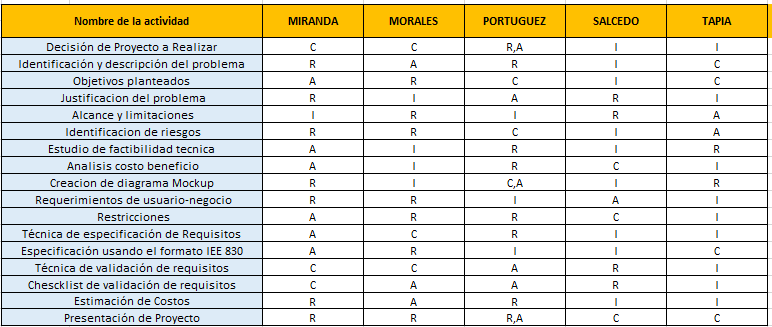 Nombre de la actividad MIRANDA MORALES PORTUGUEZ SALCEDO TAPIA
Decisión de Proyecto a Realizar C C R,A I I
Identificación y descripción del problema R A R I C
Objetivos planteados A R C I C
Justificacion del problema R I A R I
Alcance y limitaciones I R I R A
Identificacion de riesgos R R C I A
Estudio de factibilidad tecnica A I R I R
Analisis costo beneficio A I R C I
Creacion de diagrama Mockup R I C,A I R
Requerimientos de usuario-negocio R R I A I
Restricciones A R R C I
Técnica de especificación de Requisitos A C R I I
Especificación usando el formato IEE 830 A R I I C
Técnica de validación de requisitos C C A R I
Chescklist de validación de requisitos C A A R I
Estimación de Costos R A R I I
Presentación de Proyecto R R R,A C C